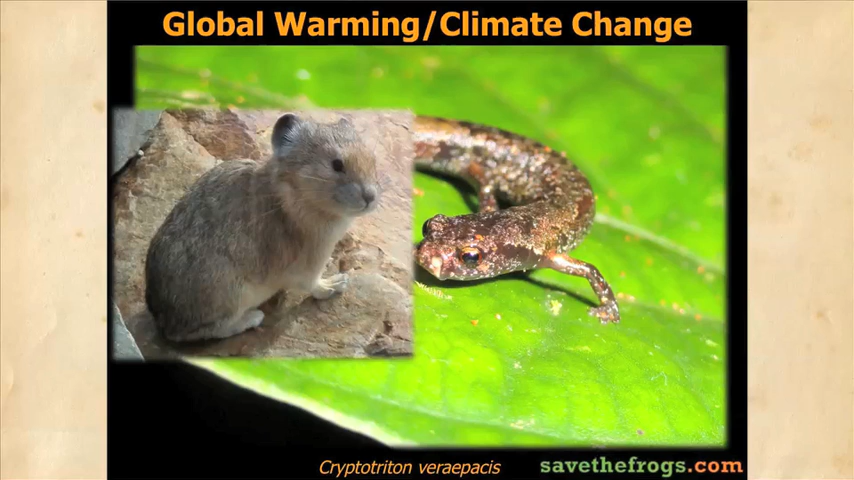 Global Warming/Climate Change
Cryptotriton veraepacis
savethefrogs.com